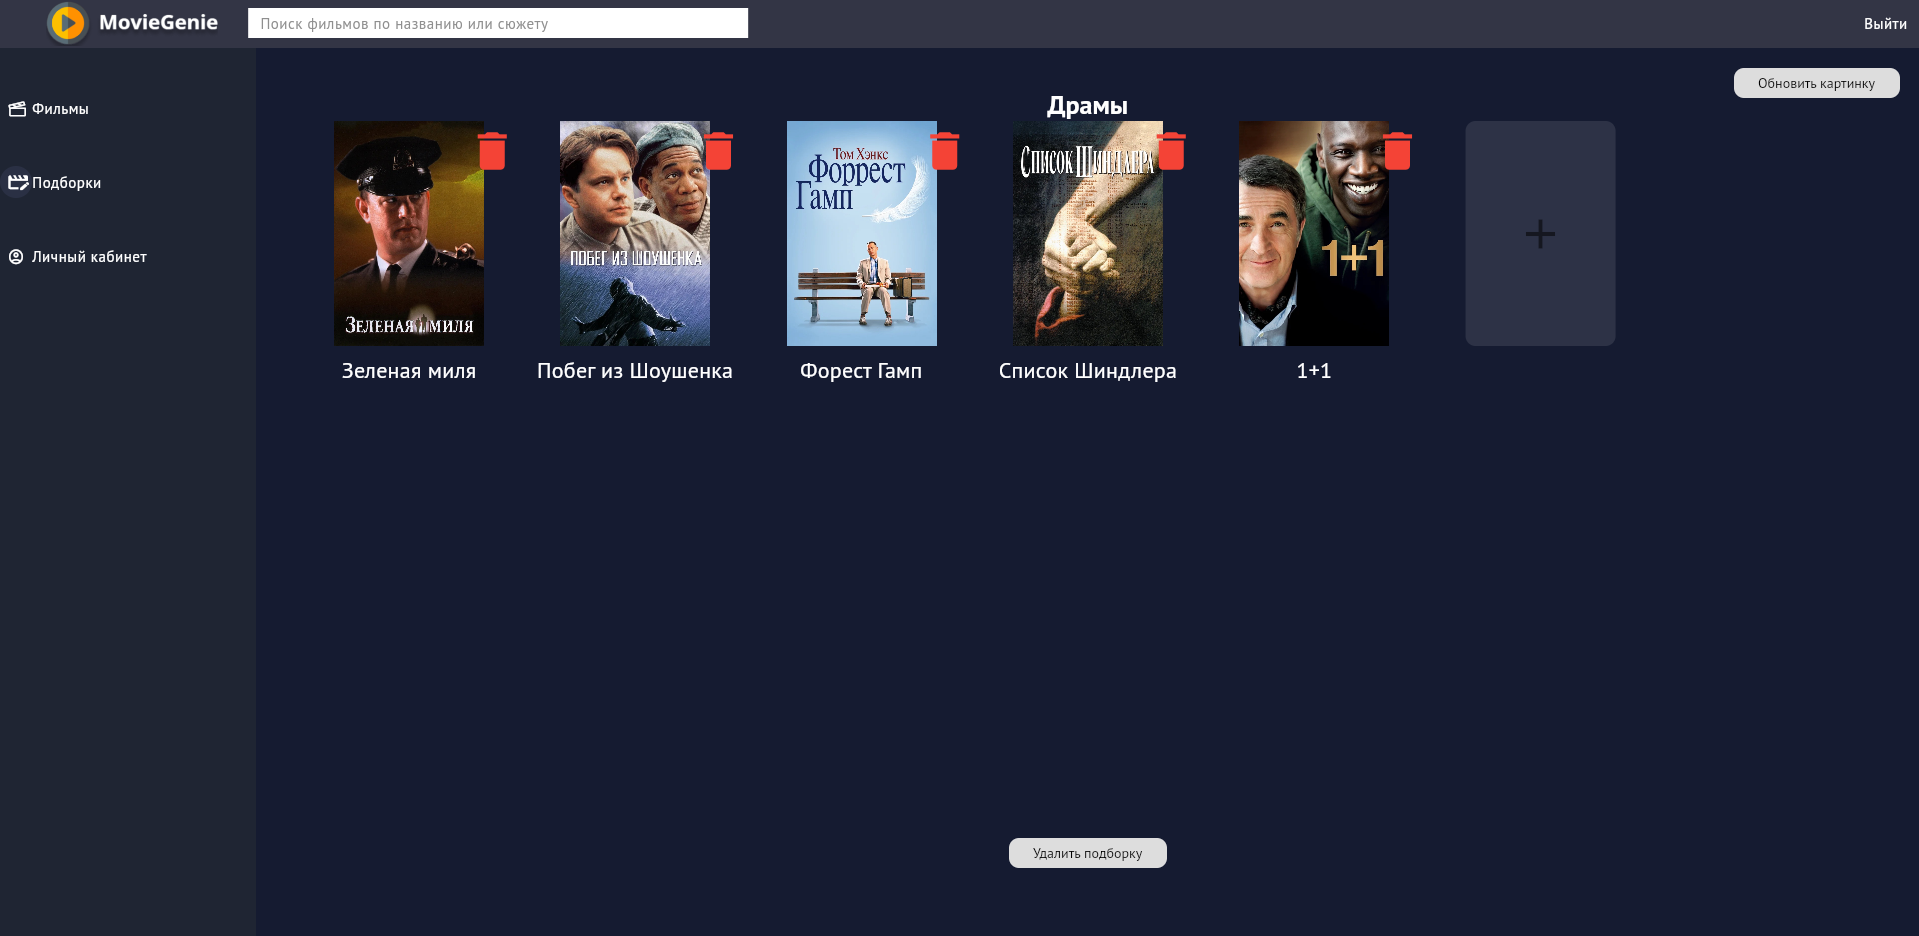 MovieGenie
Поиск фильмов по названию или сюжету
Выйти
Фильмы
Подборки
Личный кабинет
Обновить картинку
Драмы
Зеленая миля
ПОБЕГ ИЗ ШОУШЕНКА
Том Хэнкс
Форрест
Гамп
Список Шиндлера
1+1
Зеленая миля
Побег из Шоушенка
Форест Гамп
Список Шиндлера
1+1
Удалить подборку